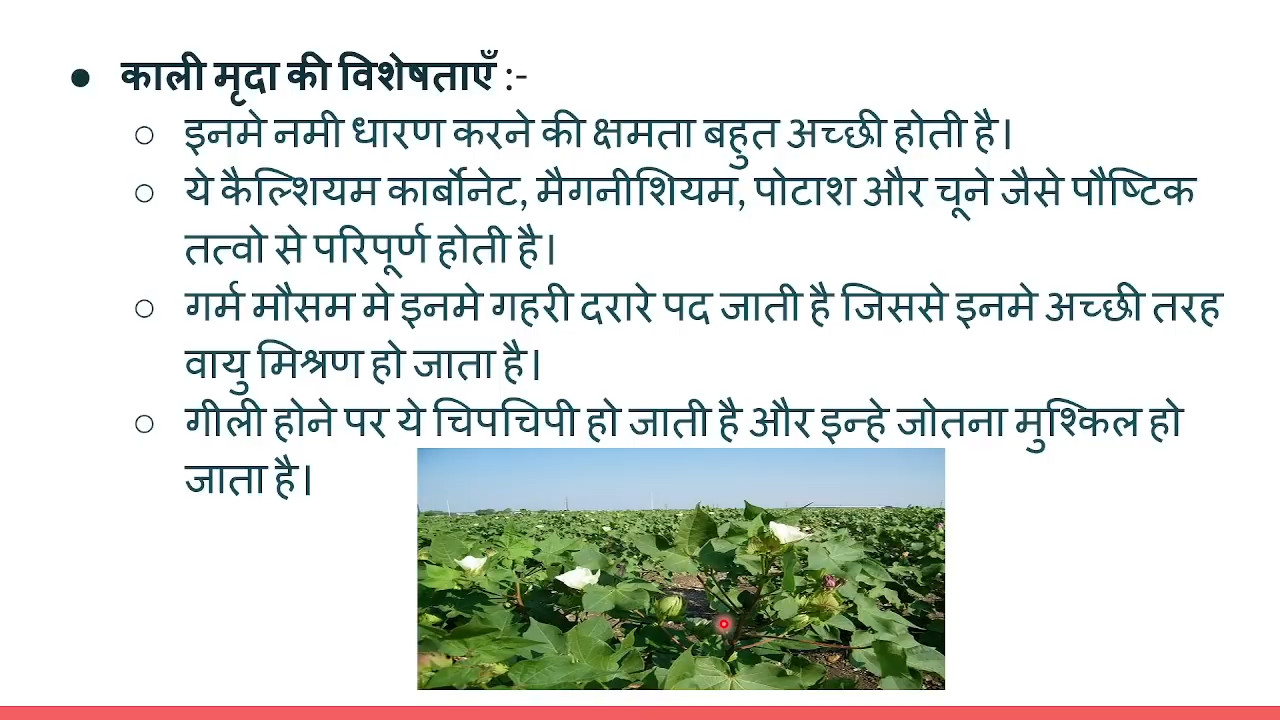 ● काली मृदा की विशेषताएँ :-
○ इनमे नमी धारण करने की क्षमता बहुत अच्छी होती है।
○ ये कैल्शियम कार्बोनेट, मैगनीशियम, पोटाश और चूने जैसे पौष्टिक
तत्वो से परिपूर्ण होती है।
○ गर्म मौसम मे इनमे गहरी दरारे पद जाती है जिससे इनमे अच्छी तरह
वायु मिश्रण हो जाता है।
○ गीली होने पर ये चिपचिपी हो जाती है और इन्हे जोतना मुश्किल हो
जाता है।